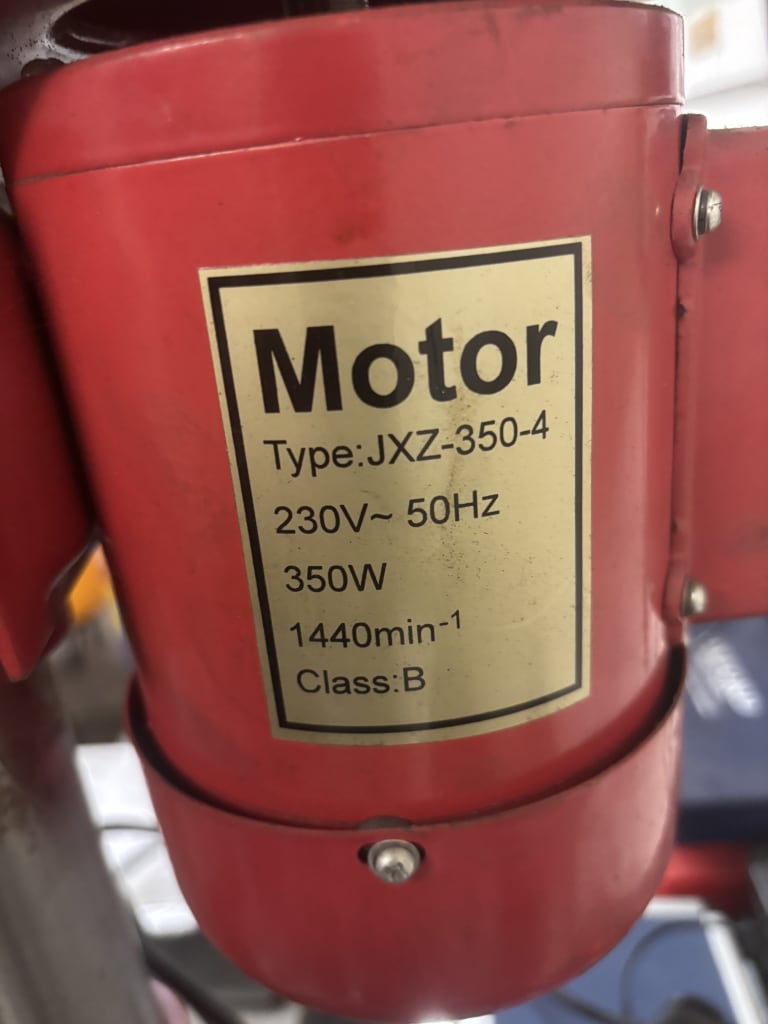 Motor
Type:JXZ-350-4
230V~ 50Hz
350W
1440min⁻¹
Class:B